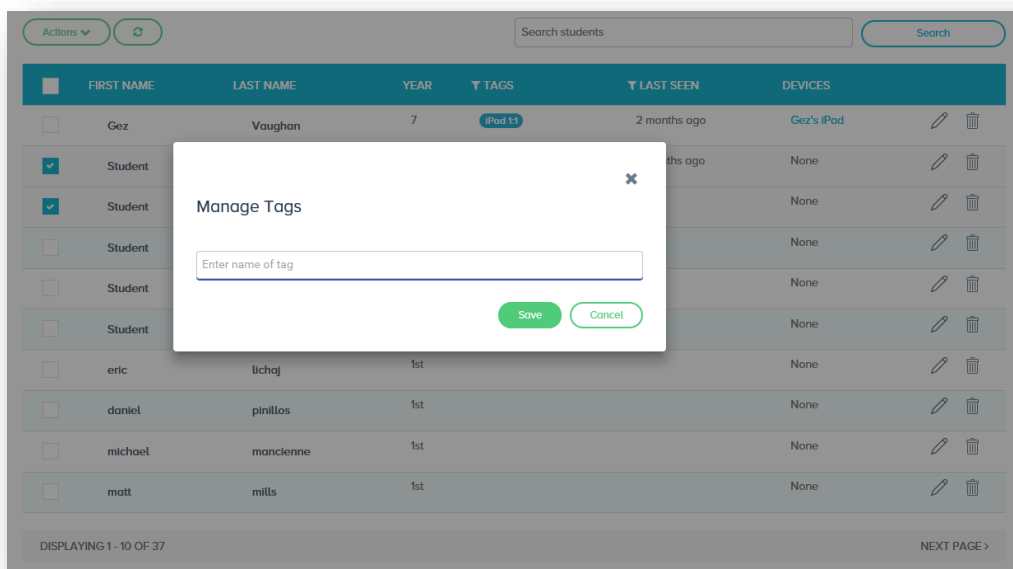 Actions
Search students
Search
FIRST NAME LAST NAME YEAR TAGS LAST SEEN DEVICES
Gez Vaughan 7 iPad 1:1 2 months ago Gez's iPad
Student ths ago None
Student None
Manage Tags
Student None
Enter name of tag
Student None
Save Cancel
Student None
eric lichaj 1st None
daniel pinillos 1st None
michael mancienne 1st None
matt mills 1st None
DISPLAYING 1 - 10 OF 37 NEXT PAGE >